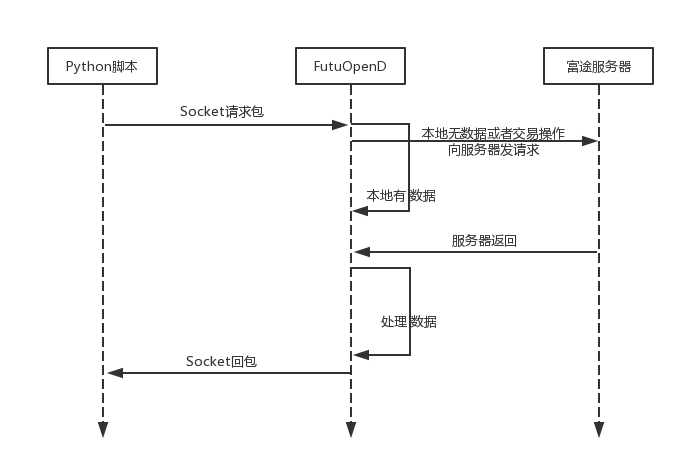 Python脚本
FutuOpenD
富途服务器
Socket请求包
本地无数据或者交易操作
向服务器发请求
本地有数据
服务器返回
处理数据
Socket回包